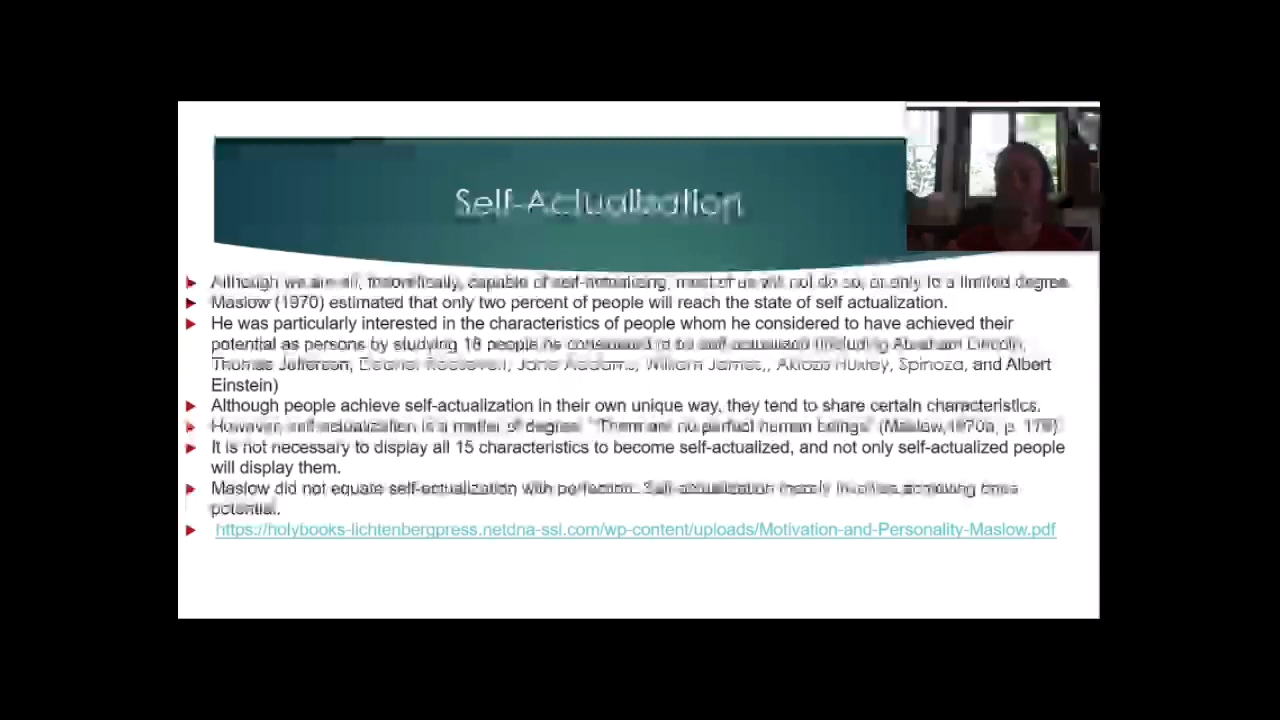 Self-Actualization
Although we are all, theoretically, capable of self-actualizing, most of us will not do so, or only to a limited degree.
Maslow (1970) estimated that only two percent of people will reach the state of self actualization.
He was particularly interested in the characteristics of people whom he considered to have achieved their
potential as persons by studying 18 people he considered to be self-actualized (including Abraham Lincoln,
Thomas Jefferson, Eleanor Roosevelt, Jane Addams, William James,, Huxley, Spinoza, and Albert
Einstein)
Although people achieve self-actualization in their own unique way, they tend to share certain characteristics.
However, self-actualization is a matter of degree. "There are no perfect human beings" (Maslow,1970a, p.
It is not necessary to display all 15 characteristics to become self-actualized, and not only self-actualized people
will display them.
Maslow did not equate self-actualization with perfection. Self-actualization merely involves achieving ones
potential.
https://holybooks-lichtenbergpress.netdna-ssl.com/wp-content/uploads/Motivation-and-Personality-Maslow.pdf